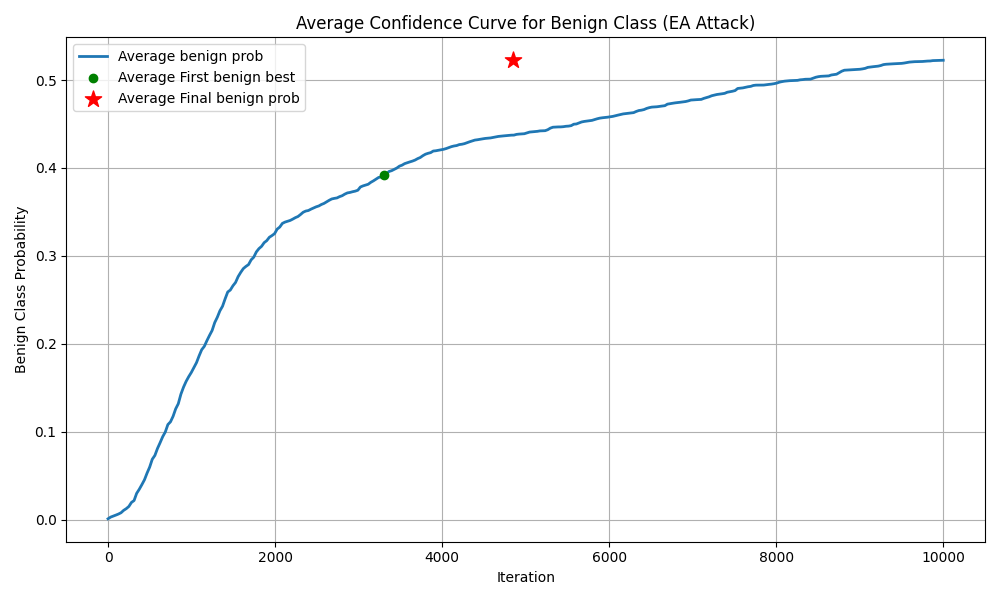 Average Confidence Curve for Benign Class (EA Attack)
Average benign prob
Average First benign best
Average Final benign prob
Benign Class Probability
0.5
0.4
0.3
0.2
0.1
0.0
0 2000 4000 6000 8000 10000
Iteration